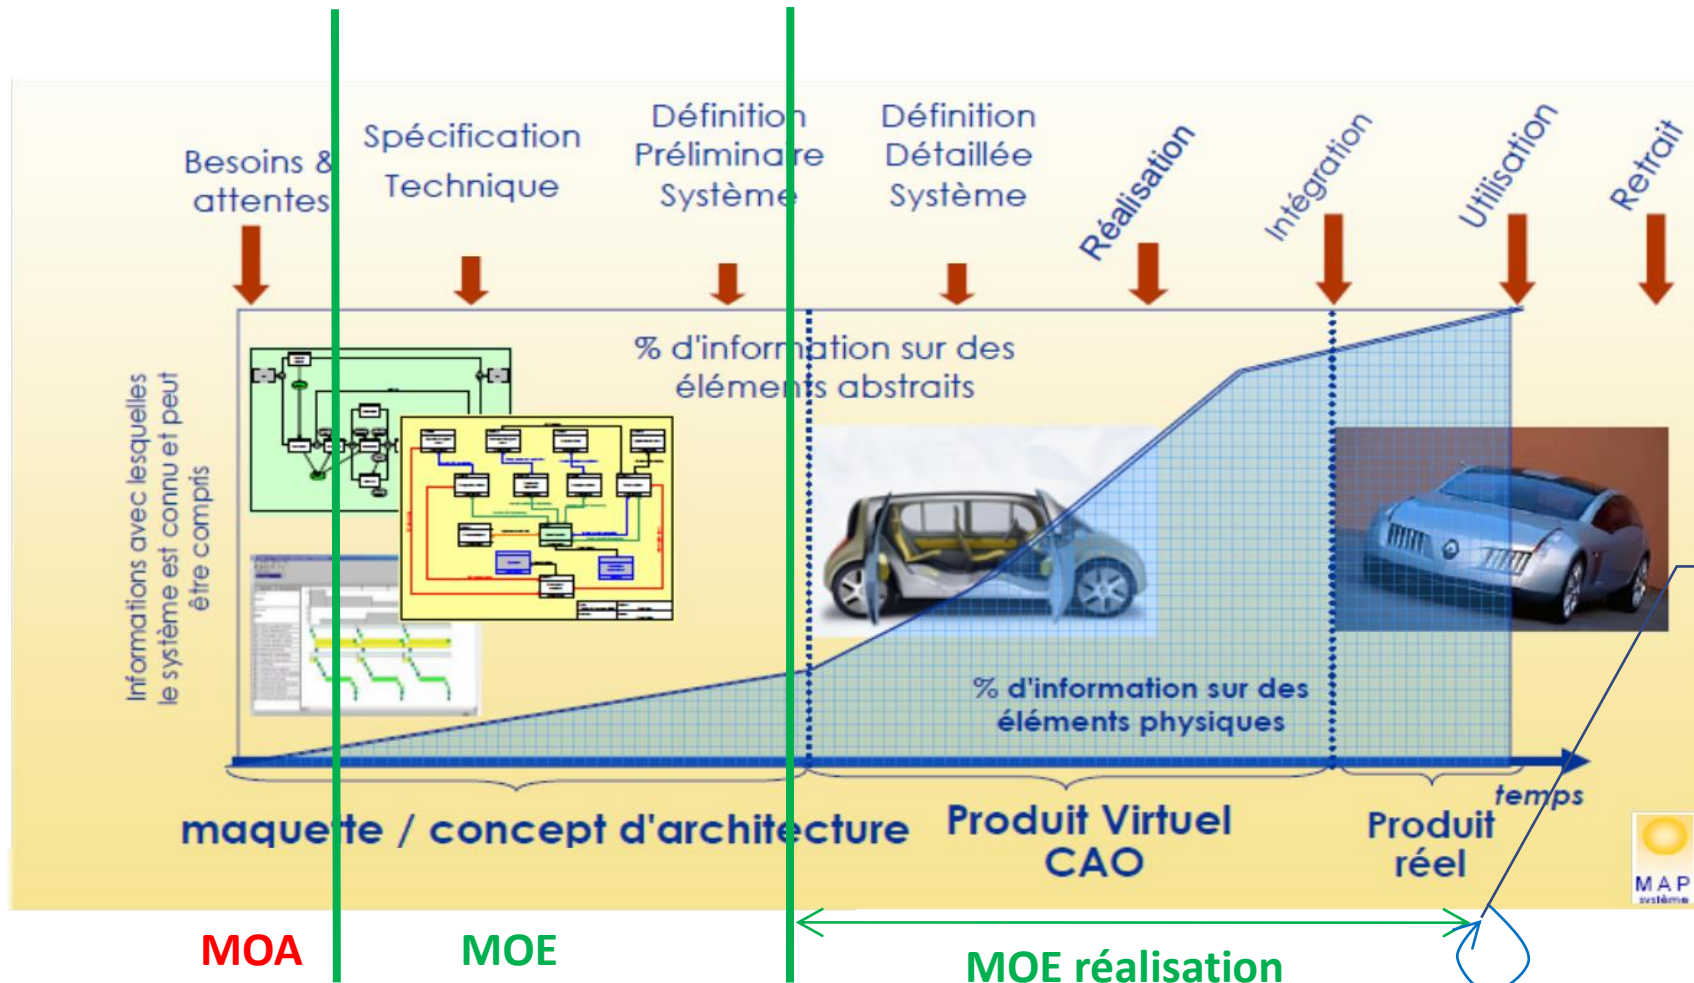 Besoins &
attentes
Spécification
Technique
Définition
Préliminaire
Système
Définition
Détaillée
Système
Réalisation
Intégration
Utilisation
Retrait
% d'information sur des
éléments abstraits
Informations avec lesquelles
le système est connu et peut
être compris
% d'information sur des
éléments physiques
temps
maquette / concept d'architecture
Produit Virtuel
CAO
Produit
réel
MAP
système
MOA
MOE
MOE réalisation